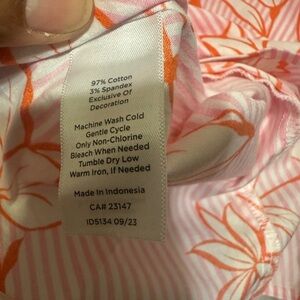 97% Cotton
3% Spandex
Exclusive Of
Decoration
Machine Wash Cold
Gentle Cycle
Only Non-Chlorine
Bleach When Needed
Tumble Dry Low
Warm Iron, If Needed
Made In Indonesia
CA# 23147
ID5134 09/23